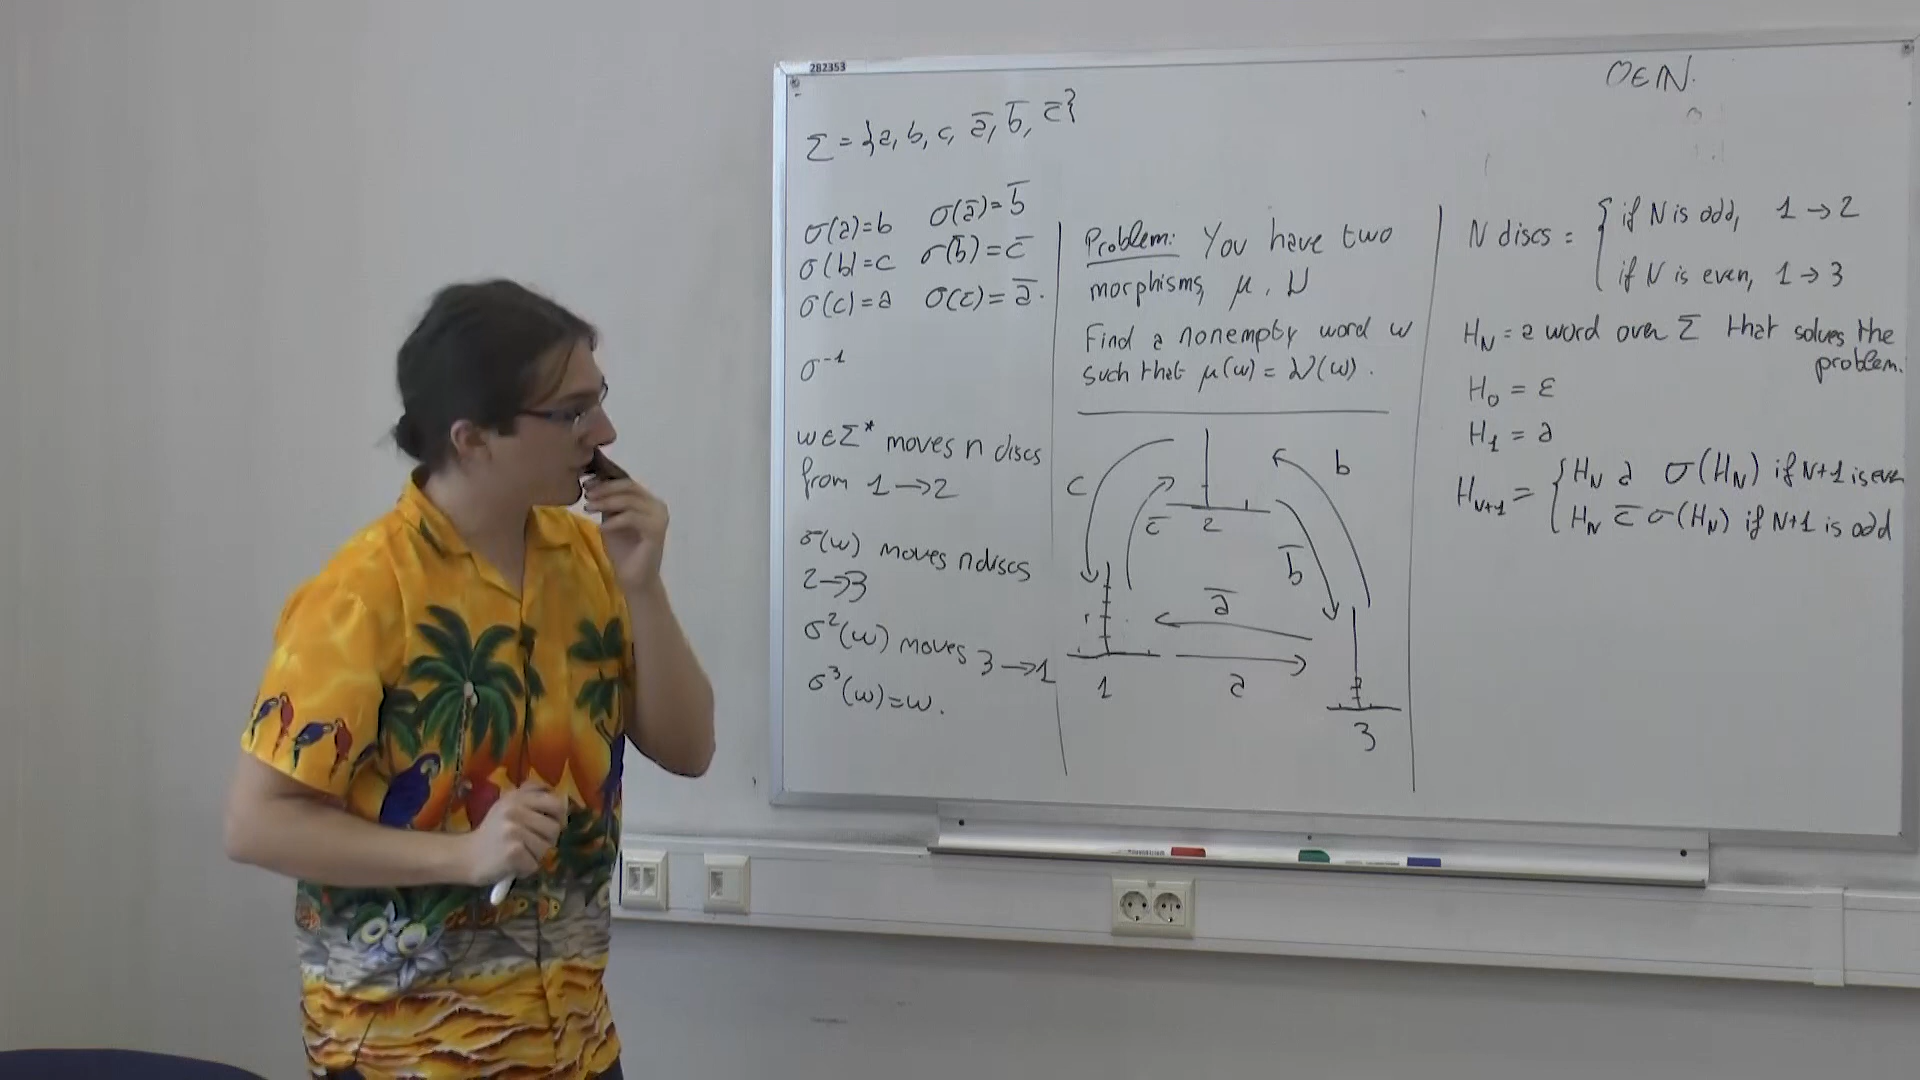 282353
0∈ℕ.
Σ = {a, b, c, a̅, b̅, c̅}
σ(a)=b σ(a̅)=b̅
σ(b)=c σ(b̅)=c̅
σ(c)=a σ(c̅)=a̅.
σ⁻¹
w∈Σ* moves n discs
from 1→2
σ(w) moves n discs
2→3
σ²(w) moves 3→1
σ³(w)=w.
Problem: You have two
morphisms, μ, ν
Find a nonempty word w
such that μ(w) = ν(w).
c
c̅
2
b
b̅
a̅
a
1
3
N discs = { if N is odd, 1→2
if N is even, 1→3
H_N = a word over Σ that solves the
problem.
H₀ = ε
H₁ = a
H_{N+1} = { H_N a σ(H_N) if N+1 is even
H_N c̅ σ(H_N) if N+1 is odd